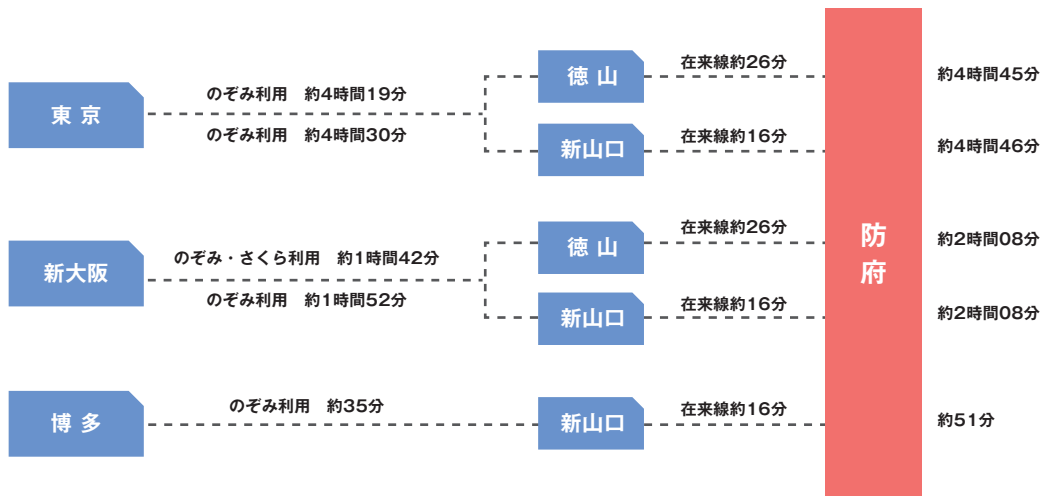 東京
のぞみ利用 約4時間19分
のぞみ利用 約4時間30分
徳山
在来線約26分
約4時間45分
新山口
在来線約16分
約4時間46分
新大阪
のぞみ・さくら利用 約1時間42分
のぞみ利用 約1時間52分
徳山
在来線約26分
約2時間08分
新山口
在来線約16分
約2時間08分
博多
のぞみ利用 約35分
新山口
在来線約16分
約51分
防府